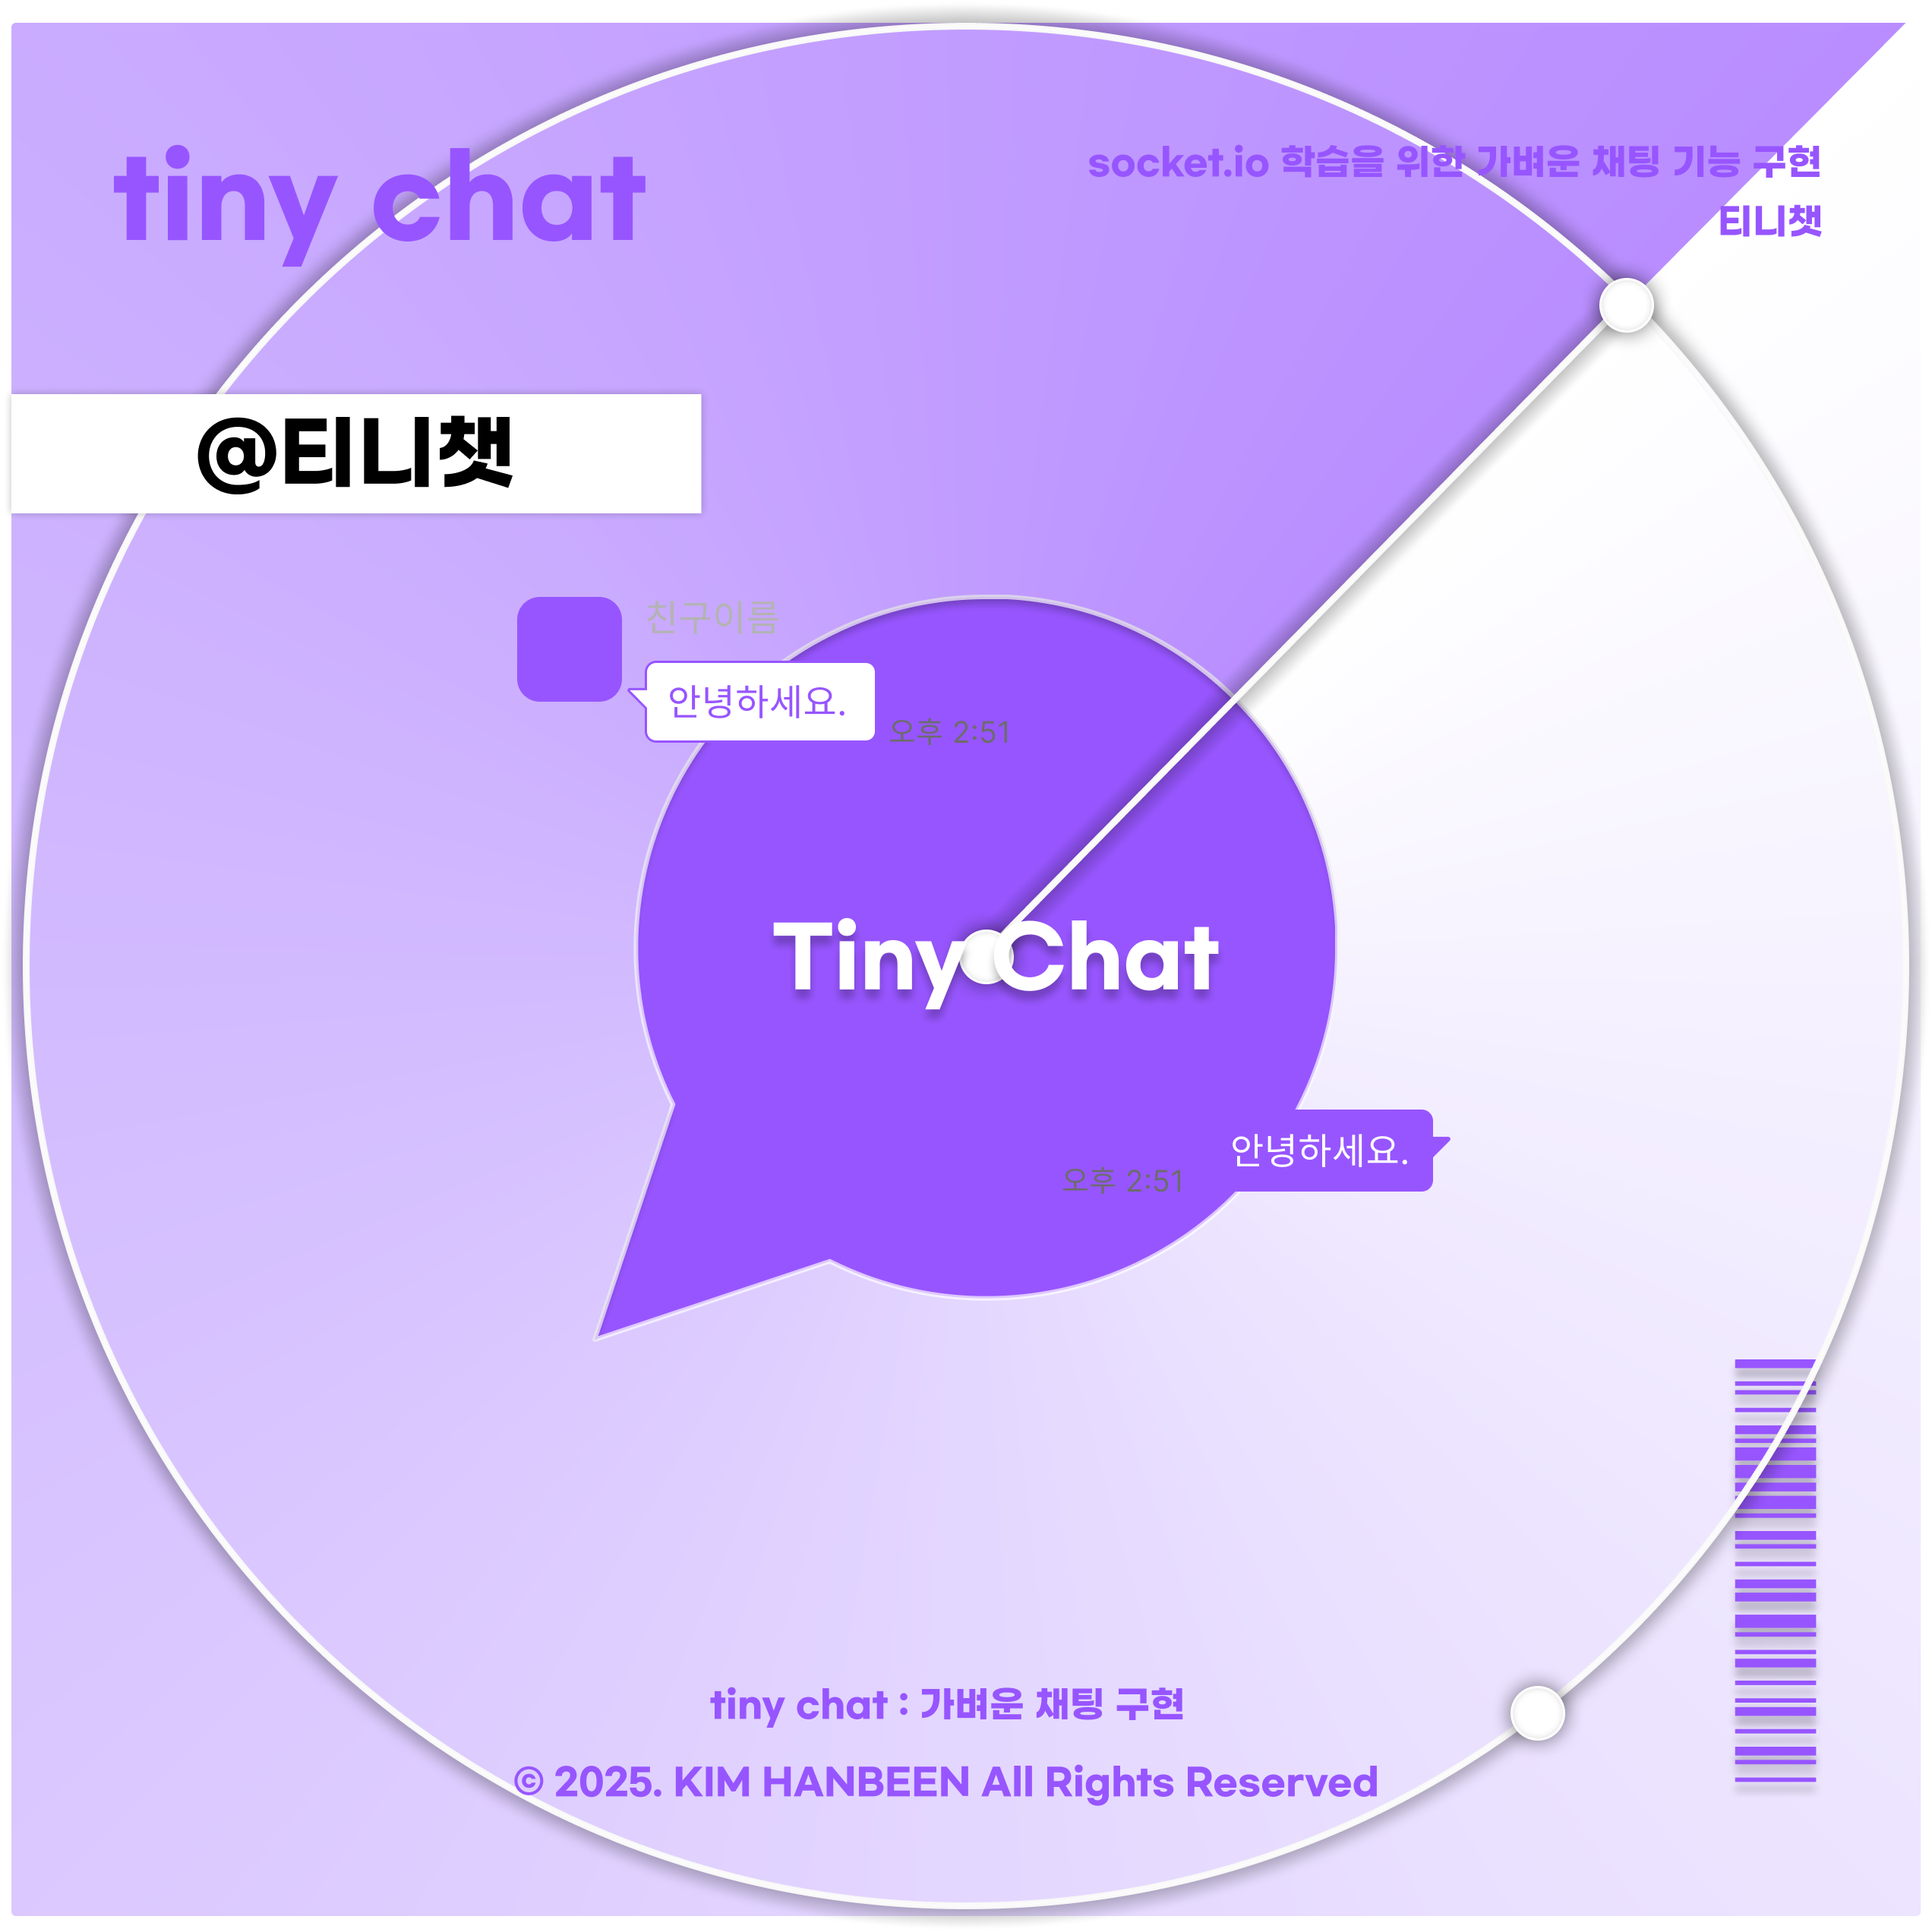 tiny chat
socket.io 학습을 위한 가벼운 채팅 기능 구현
티니챗
@티니챗
친구이름
안녕하세요.
오후 2:51
Tiny Chat
안녕하세요.
오후 2:51
tiny chat : 가벼운 채팅 구현
© 2025. KIM HANBEEN All Rights Reserved